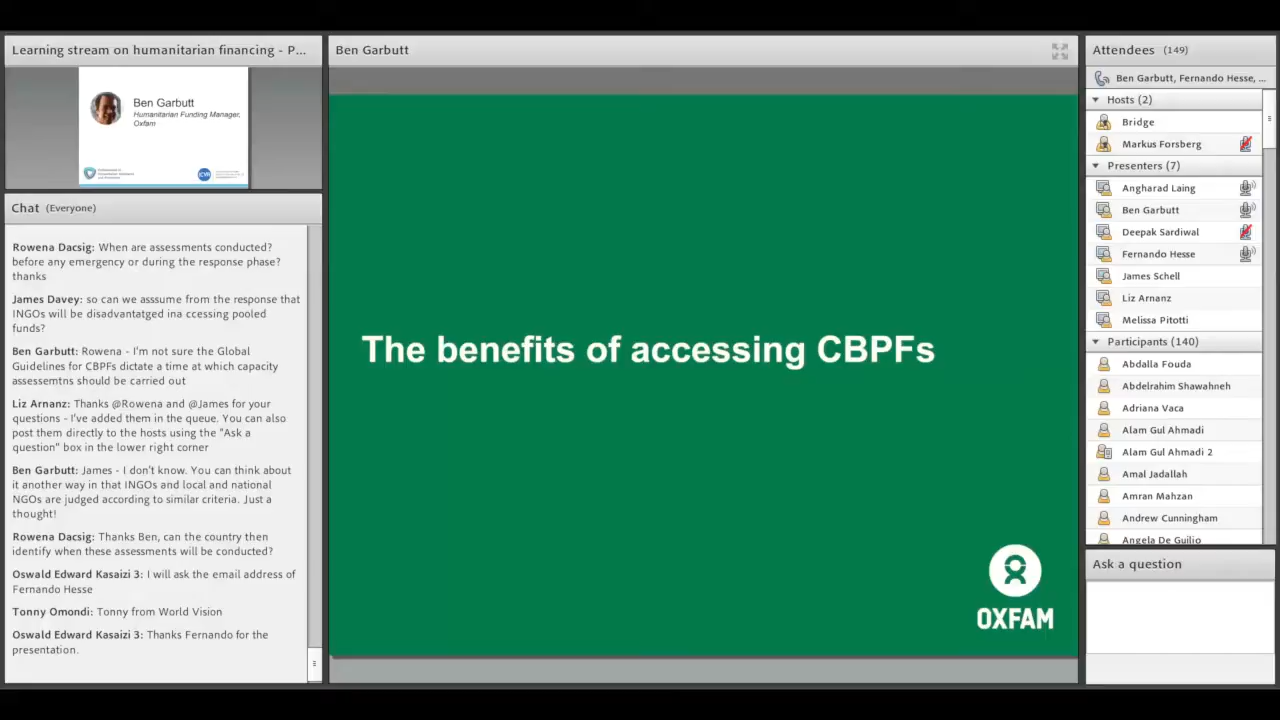 Learning stream on humanitarian financing - P...
Ben Garbutt
Humanitarian Funding Manager,
Oxfam
Chat (Everyone)
Rowena Dacsig: When are assessments conducted?
before any emergency or during the response phase?
thanks
James Davey: so can we asssume from the response that
INGOs will be disadvantatged ina ccessing pooled
funds?
Ben Garbutt: Rowena - I'm not sure the Global
Guidelines for CBPFs dictate a time at which capacity
assessemtns should be carried out
Liz Arnanz: Thanks @Rowena and @James for your
questions - I've added them in the queue. You can also
post them directly to the hosts using the "Ask a
question" box in the lower right corner
Ben Garbutt: James - I don't know. You can think about
it another way in that INGOs and local and national
NGOs are judged according to similar criteria. Just a
thought!
Rowena Dacsig: Thanks Ben, can the country then
identify when these assessments will be conducted?
Oswald Edward Kasaizi 3: I will ask the email address of
Fernando Hesse
Tonny Omondi: Tonny from World Vision
Oswald Edward Kasaizi 3: Thanks Fernando for the
presentation.
Ben Garbutt
The benefits of accessing CBPFs
OXFAM
Attendees (149)
Ben Garbutt, Fernando Hesse, ...
Hosts (2)
Bridge
Markus Forsberg
Presenters (7)
Angharad Laing
Ben Garbutt
Deepak Sardiwal
Fernando Hesse
James Schell
Liz Arnanz
Melissa Pitotti
Participants (140)
Abdalla Fouda
Abdelrahim Shawahneh
Adriana Vaca
Alam Gul Ahmadi
Alam Gul Ahmadi 2
Amal Jadallah
Amran Mahzan
Andrew Cunningham
Angela De Guilio
Ask a question